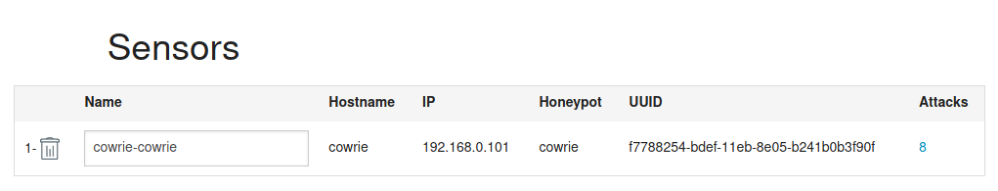 Sensors
Name Hostname IP Honeypot UUID Attacks
1- cowrie-cowrie cowrie 192.168.0.101 cowrie f7788254-bdef-11eb-8e05-b241b0b3f90f 8